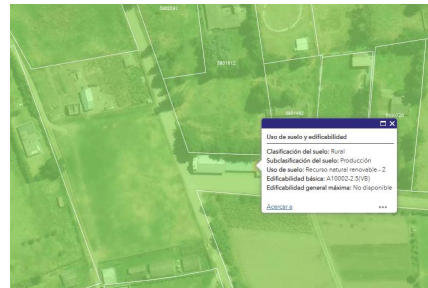 5801612
Uso de suelo y edificabilidad
Clasificación del suelo: Rural
Subclasificación del suelo: Producción
Uso de suelo: Recurso natural renovable - 2
Edificabilidad básica: A10002-2.5(VB)
Edificabilidad general máxima: No disponible
Acercar a